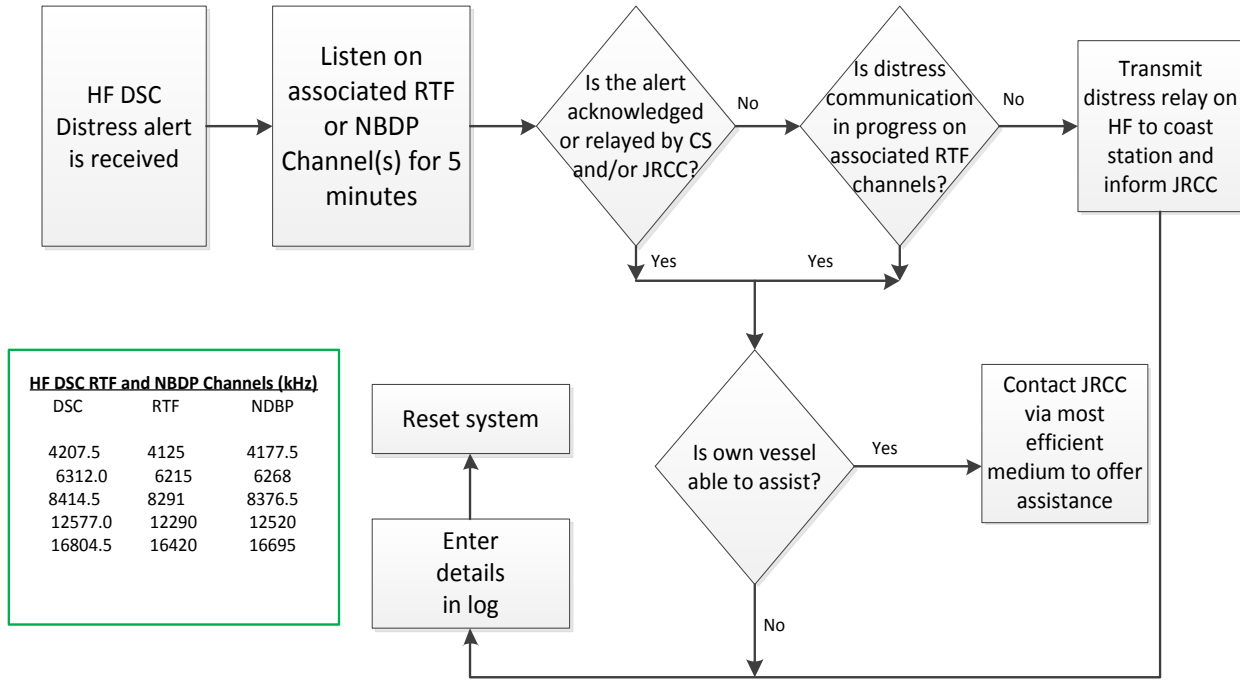 HF DSC
Distress alert
is received
Listen on
associated RTF
or NBDP
Channel(s) for 5
minutes
Is the alert
acknowledged
or relayed by CS
and/or JRCC?
No
Is distress
communication
in progress on
associated RTF
channels?
No
Transmit
distress relay on
HF to coast
station and
inform JRCC
Yes
Yes
HF DSC RTF and NBDP Channels (kHz)
DSC RTF NDBP
4207.5 4125 4177.5
6312.0 6215 6268
8414.5 8291 8376.5
12577.0 12290 12520
16804.5 16420 16695
Reset system
Enter
details
in log
Is own vessel
able to assist?
Yes
Contact JRCC
via most
efficient
medium to offer
assistance
No